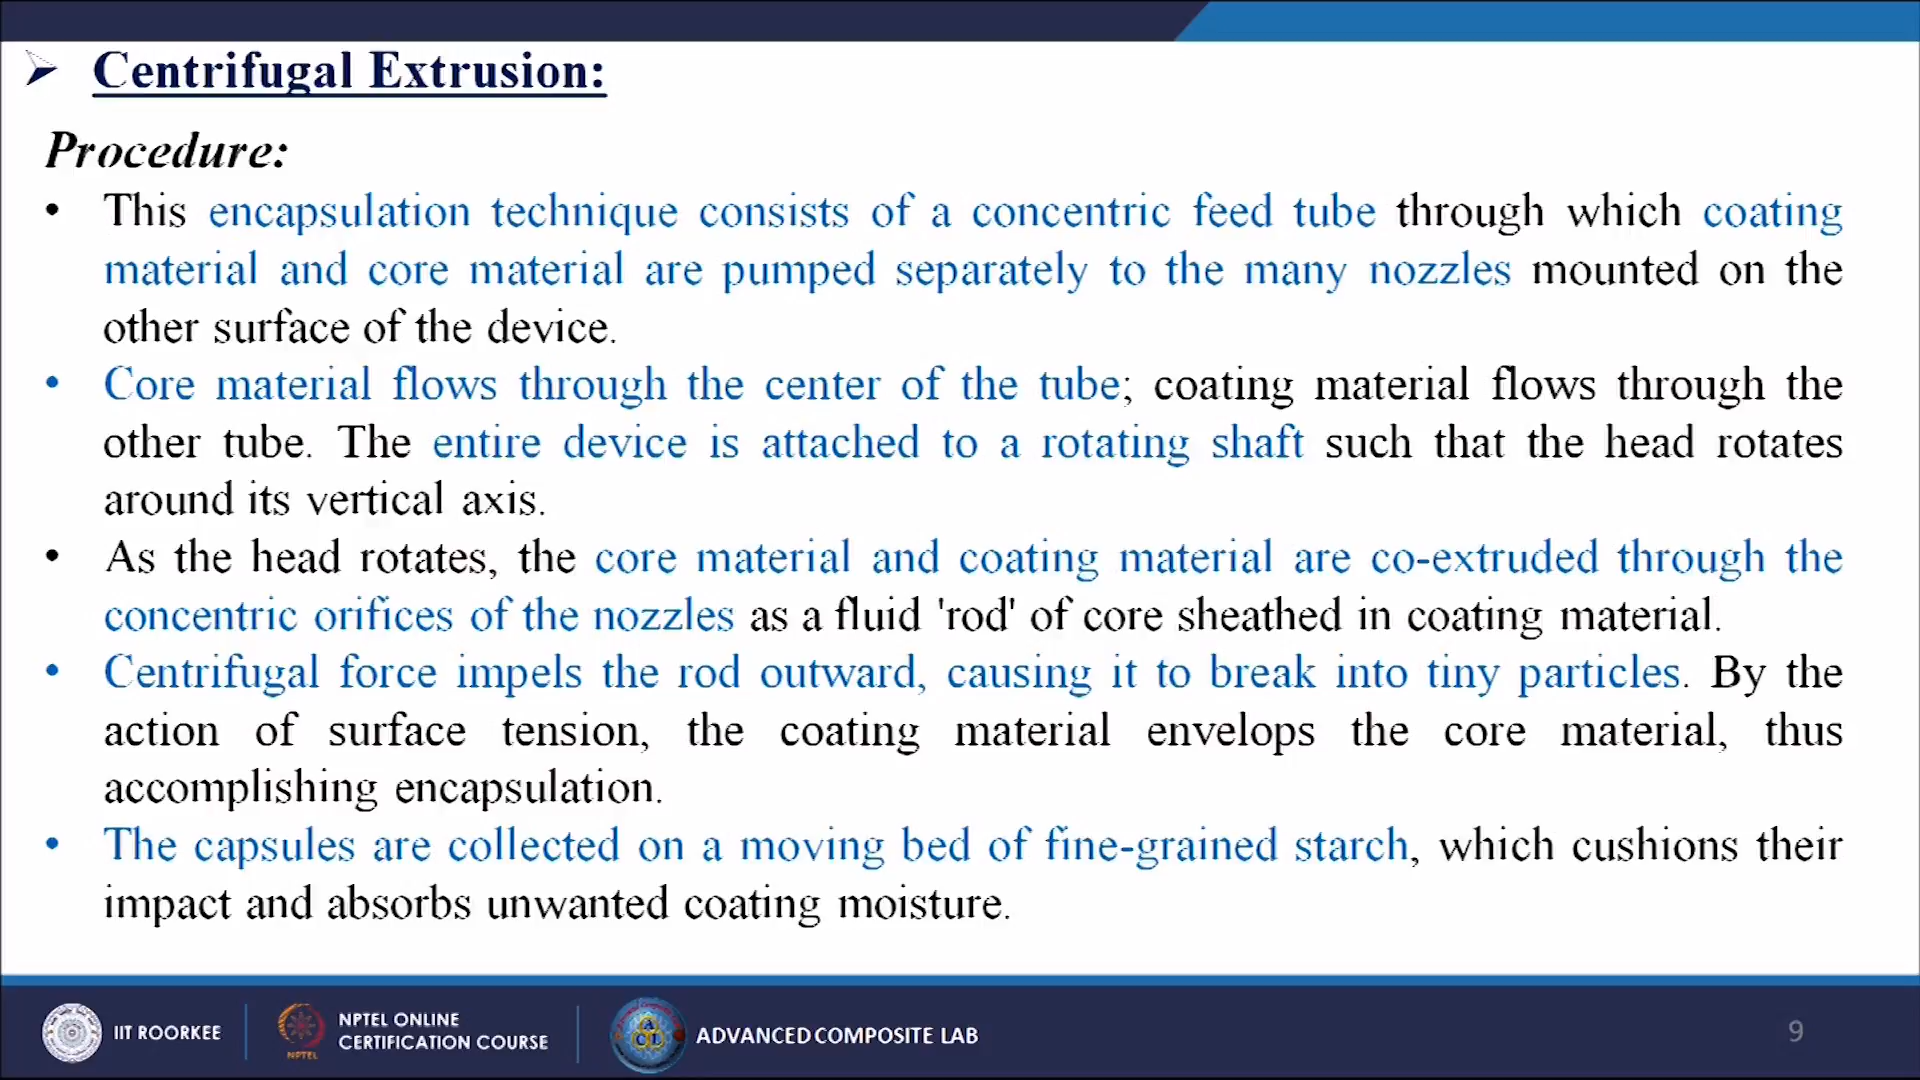 ➢ Centrifugal Extrusion:
Procedure:
• This encapsulation technique consists of a concentric feed tube through which coating
material and core material are pumped separately to the many nozzles mounted on the
other surface of the device.
• Core material flows through the center of the tube; coating material flows through the
other tube. The entire device is attached to a rotating shaft such that the head rotates
around its vertical axis.
• As the head rotates, the core material and coating material are co-extruded through the
concentric orifices of the nozzles as a fluid 'rod' of core sheathed in coating material.
• Centrifugal force impels the rod outward, causing it to break into tiny particles. By the
action of surface tension, the coating material envelops the core material, thus
accomplishing encapsulation.
• The capsules are collected on a moving bed of fine-grained starch, which cushions their
impact and absorbs unwanted coating moisture.
IIT ROORKEE
NPTEL
NPTEL ONLINE
CERTIFICATION COURSE
ACL
ADVANCED COMPOSITE LAB
9